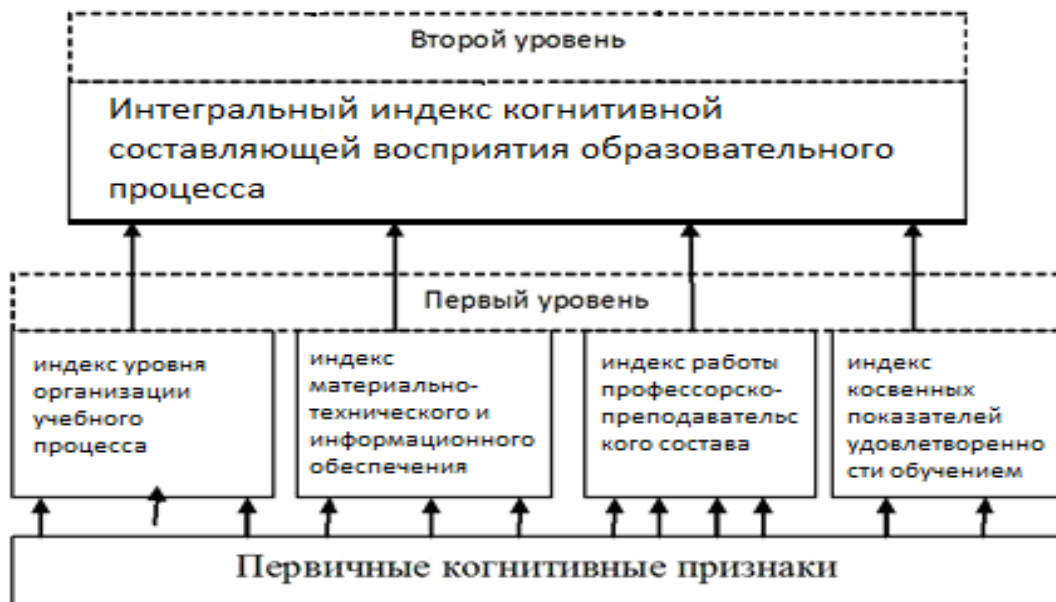 Второй уровень
Интегральный индекс когнитивной
составляющей восприятия образовательного
процесса
Первый уровень
индекс уровня
организации
учебного
процесса
индекс
материально-
технического и
информационного
обеспечения
индекс работы
профессорско-
преподавательс
кого состава
индекс
косвенных
показателей
удовлетворенно
сти обучением
Первичные когнитивные признаки